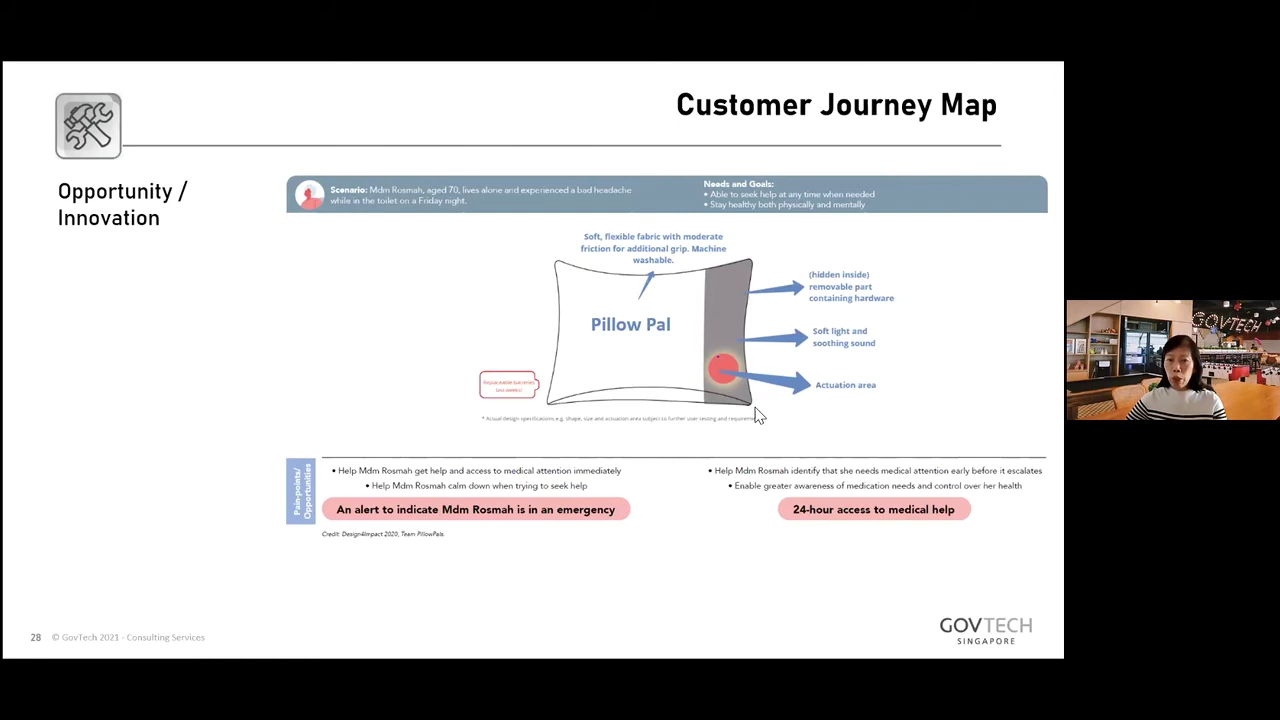 Customer Journey Map
Opportunity /
Innovation
Scenario: Mdm Rosmah, aged 70, lives alone and experienced a bad headache
while in the toilet on a Friday night.
Needs and Goals:
• Able to seek help at any time when needed
• Stay healthy both physically and mentally
Soft, flexible fabric with moderate
friction for additional grip. Machine
washable.
(hidden inside)
removable part
containing hardware
Pillow Pal
Soft light and
soothing sound
Actuation area
Replaceable batteries
* Actual design specifications e.g. shape, size and actuation area subject to further user testing and
Pain-points/
Opportunities
• Help Mdm Rosmah get help and access to medical attention immediately
• Help Mdm Rosmah calm down when trying to seek help
An alert to indicate Mdm Rosmah is in an emergency
• Help Mdm Rosmah identify that she needs medical attention early before it escalates
• Enable greater awareness of medication needs and control over her health
24-hour access to medical help
Credit: Design4Impact 2020, Team PillowPals.
28 © GovTech 2021 - Consulting Services
GOVTECH
SINGAPORE
GOVTECH